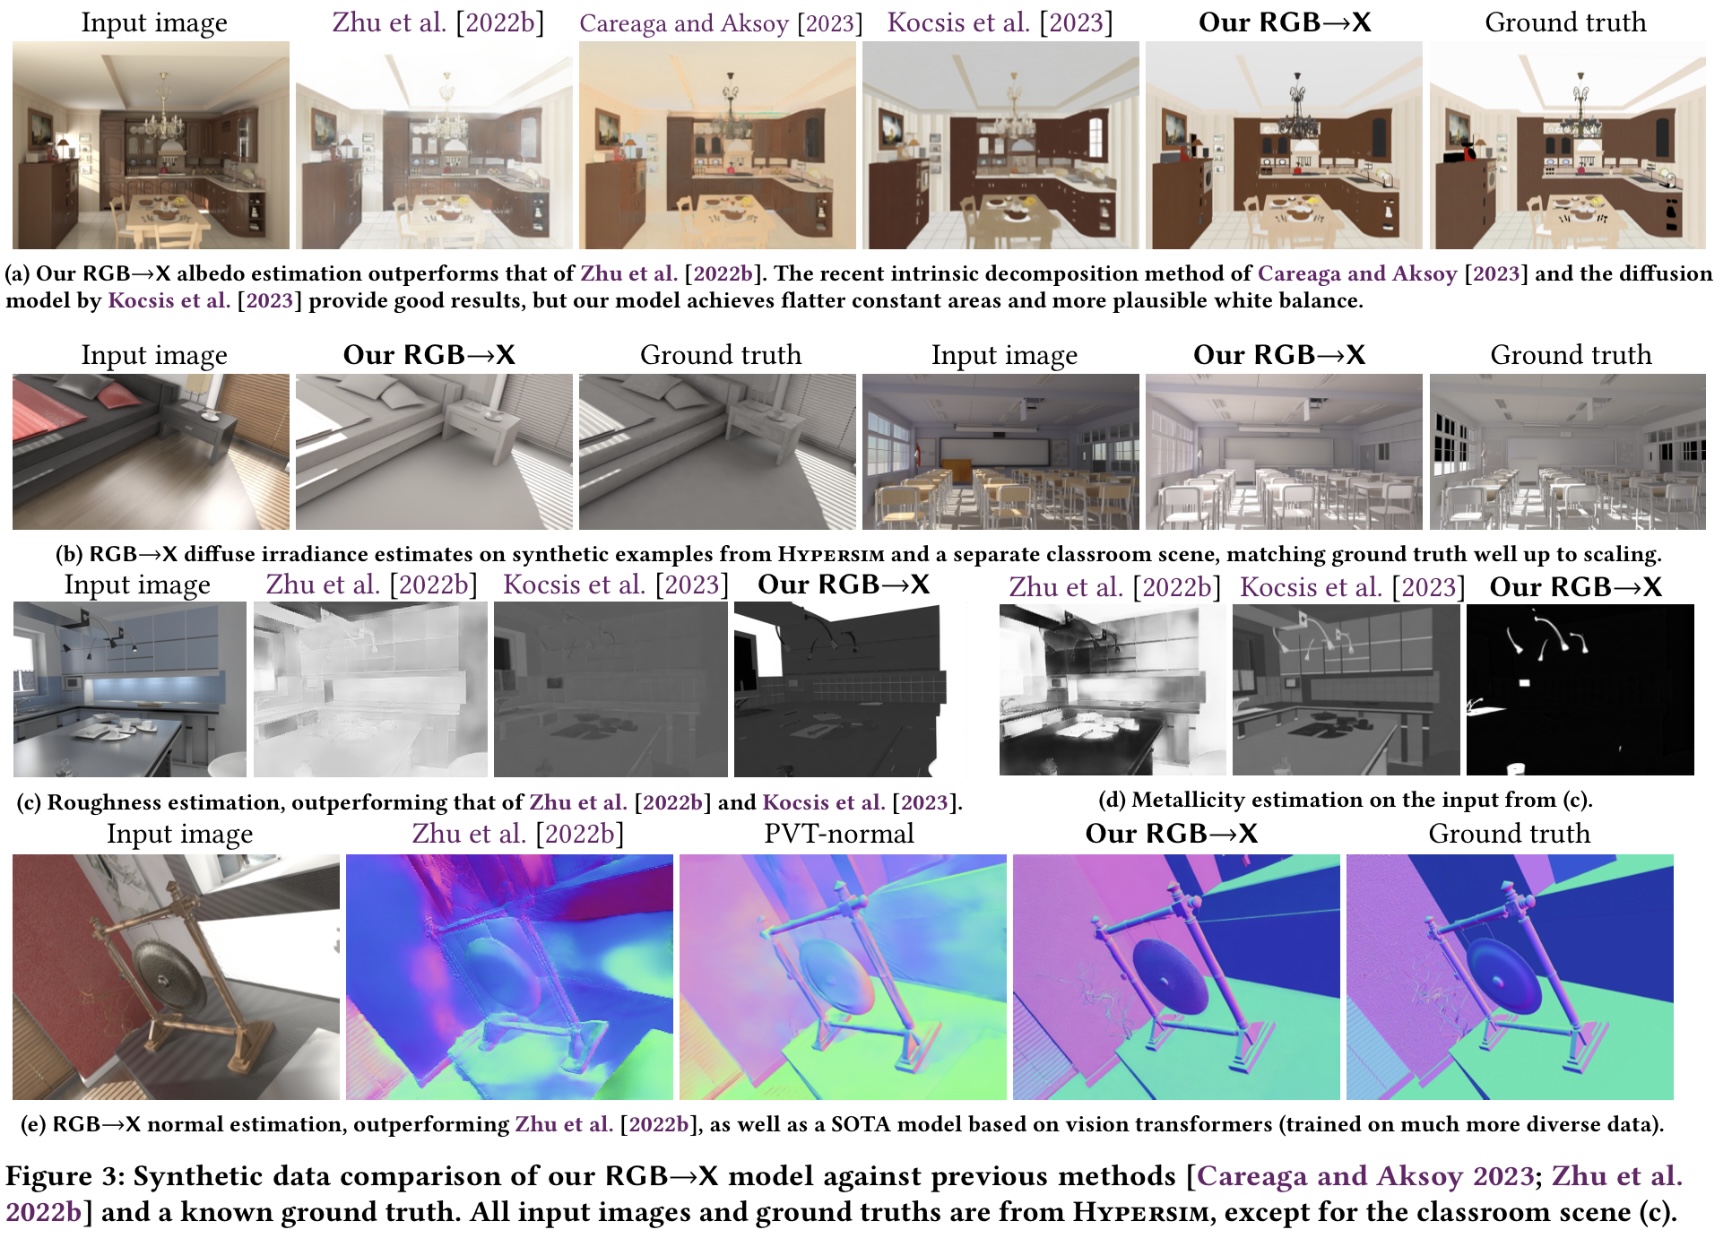 Input image Zhu et al. [2022b] Careaga and Aksoy [2023] Kocsis et al. [2023] Our RGB→X Ground truth
(a) Our RGB→X albedo estimation outperforms that of Zhu et al. [2022b]. The recent intrinsic decomposition method of Careaga and Aksoy [2023] and the diffusion
model by Kocsis et al. [2023] provide good results, but our model achieves flatter constant areas and more plausible white balance.
Input image Our RGB→X Ground truth Input image Our RGB→X Ground truth
(b) RGB→X diffuse irradiance estimates on synthetic examples from Hypersim and a separate classroom scene, matching ground truth well up to scaling.
Input image Zhu et al. [2022b] Kocsis et al. [2023] Our RGB→X
(c) Roughness estimation, outperforming that of Zhu et al. [2022b] and Kocsis et al. [2023].
Zhu et al. [2022b] Kocsis et al. [2023] Our RGB→X
(d) Metallicity estimation on the input from (c).
Input image Zhu et al. [2022b] PVT-normal Our RGB→X Ground truth
(e) RGB→X normal estimation, outperforming Zhu et al. [2022b], as well as a SOTA model based on vision transformers (trained on much more diverse data).
Figure 3: Synthetic data comparison of our RGB→X model against previous methods [Careaga and Aksoy 2023; Zhu et al.
2022b] and a known ground truth. All input images and ground truths are from Hypersim, except for the classroom scene (c).